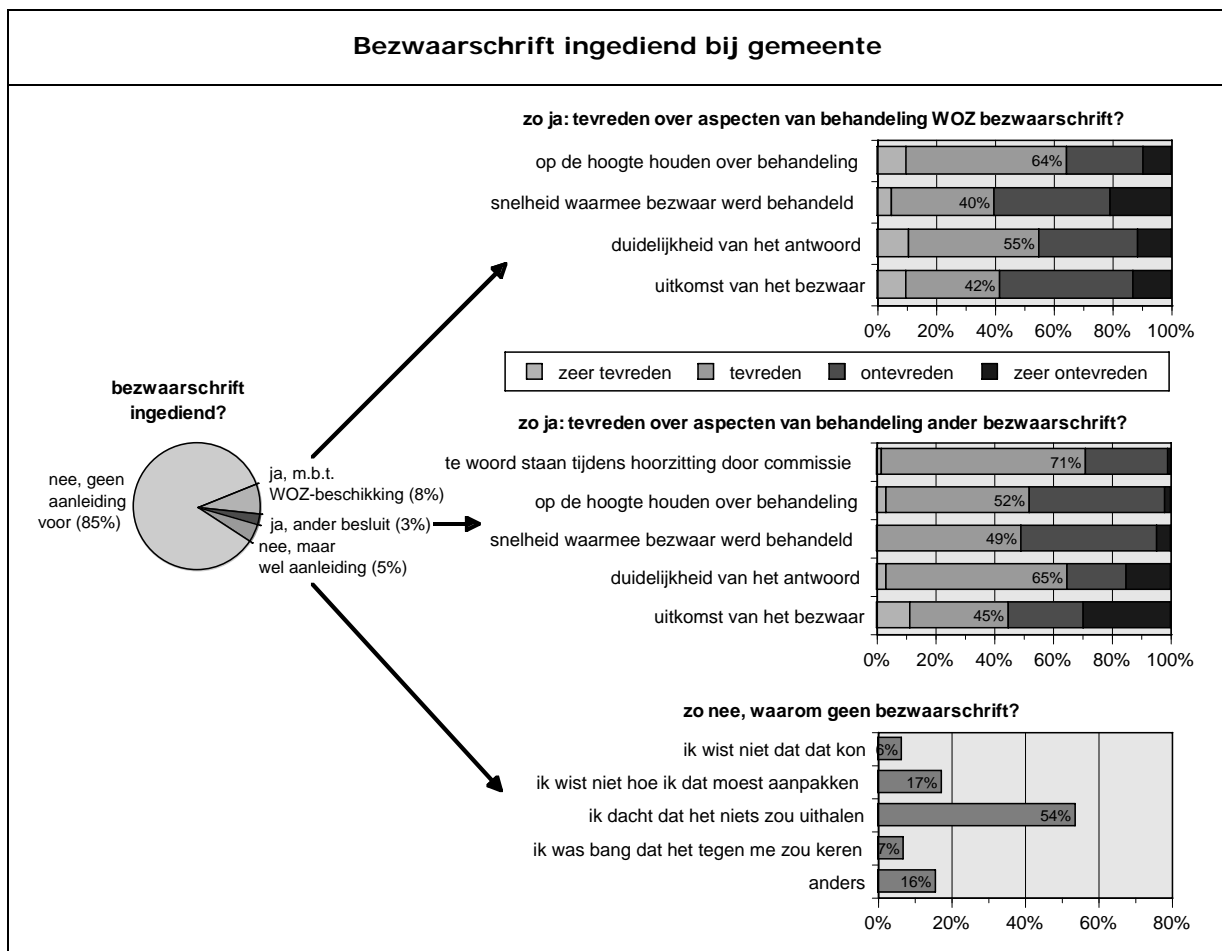 Bezwaarschrift ingediend bij gemeente
zo ja: tevreden over aspecten van behandeling WOZ bezwaarschrift?
op de hoogte houden over behandeling
64%
snelheid waarmee bezwaar werd behandeld
40%
duidelijkheid van het antwoord
55%
uitkomst van het bezwaar
42%
0% 20% 40% 60% 80% 100%
zeer tevreden tevreden ontevreden zeer ontevreden
bezwaarschrift
ingediend?
nee, geen
aanleiding
voor (85%)
ja, m.b.t.
WOZ-beschikking (8%)
ja, ander besluit (3%)
nee, maar
wel aanleiding (5%)
zo ja: tevreden over aspecten van behandeling ander bezwaarschrift?
te woord staan tijdens hoorzitting door commissie
71%
op de hoogte houden over behandeling
52%
snelheid waarmee bezwaar werd behandeld
49%
duidelijkheid van het antwoord
65%
uitkomst van het bezwaar
45%
0% 20% 40% 60% 80% 100%
zo nee, waarom geen bezwaarschrift?
ik wist niet dat dat kon
6%
ik wist niet hoe ik dat moest aanpakken
17%
ik dacht dat het niets zou uithalen
54%
ik was bang dat het tegen me zou keren
7%
anders
16%
0% 20% 40% 60% 80%